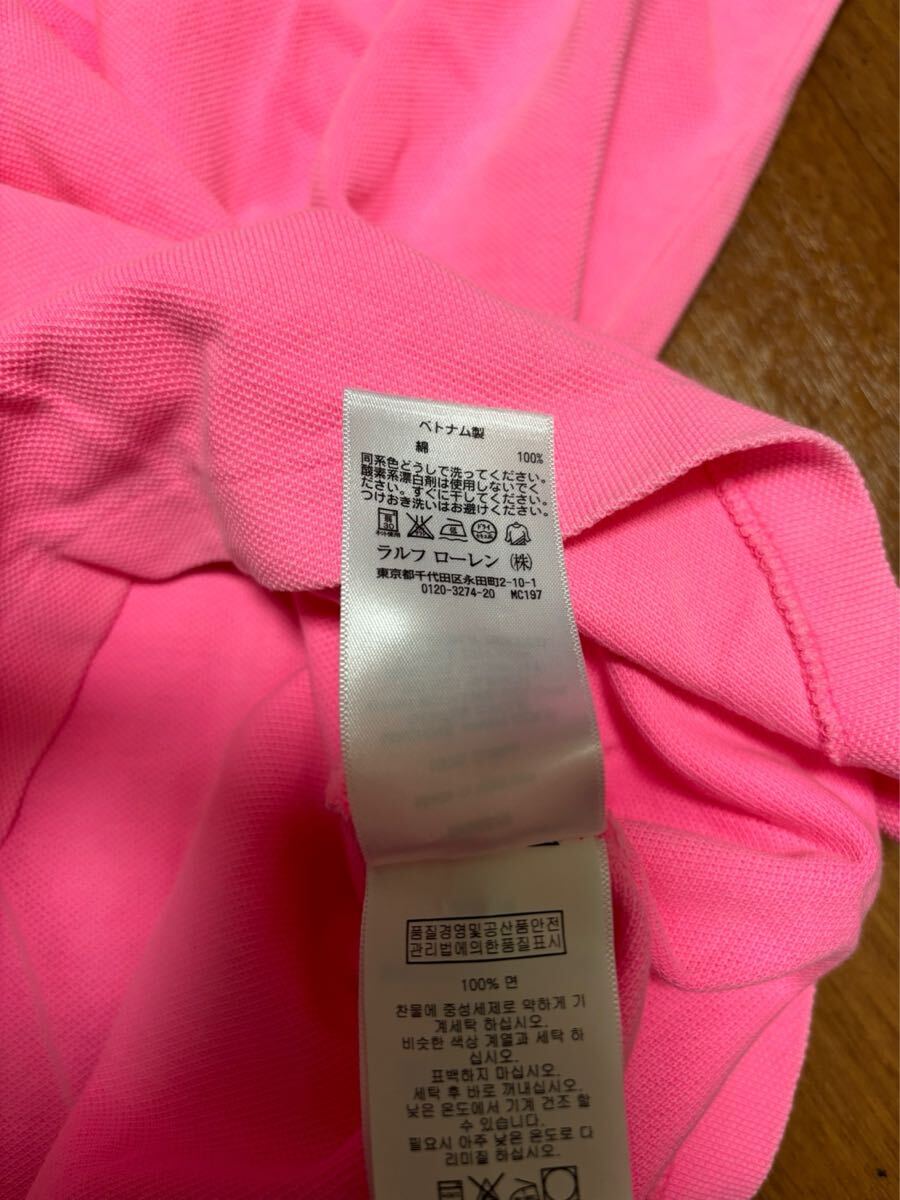 ベトナム製
綿 100%
同系色どうしで洗ってください。
酸素系漂白剤は使用しないでく
ださい。すぐに干してください。
つけおき洗いはお避けください。
ラルフ ローレン (株)
東京都千代田区永田町2-10-1
0120-3274-20 MC197
품질경영및공산품안전
관리법에의한품질표시
100% 면
찬물에 중성세제로 약하게 기
계세탁 하십시오.
비슷한 색상 계열과 세탁 하
십시오.
표백하지 마십시오.
세탁 후 바로 꺼내십시오.
낮은 온도에서 기계 건조 할
수 있습니다.
필요시 아주 낮은 온도로 다
리미질 하십시오.